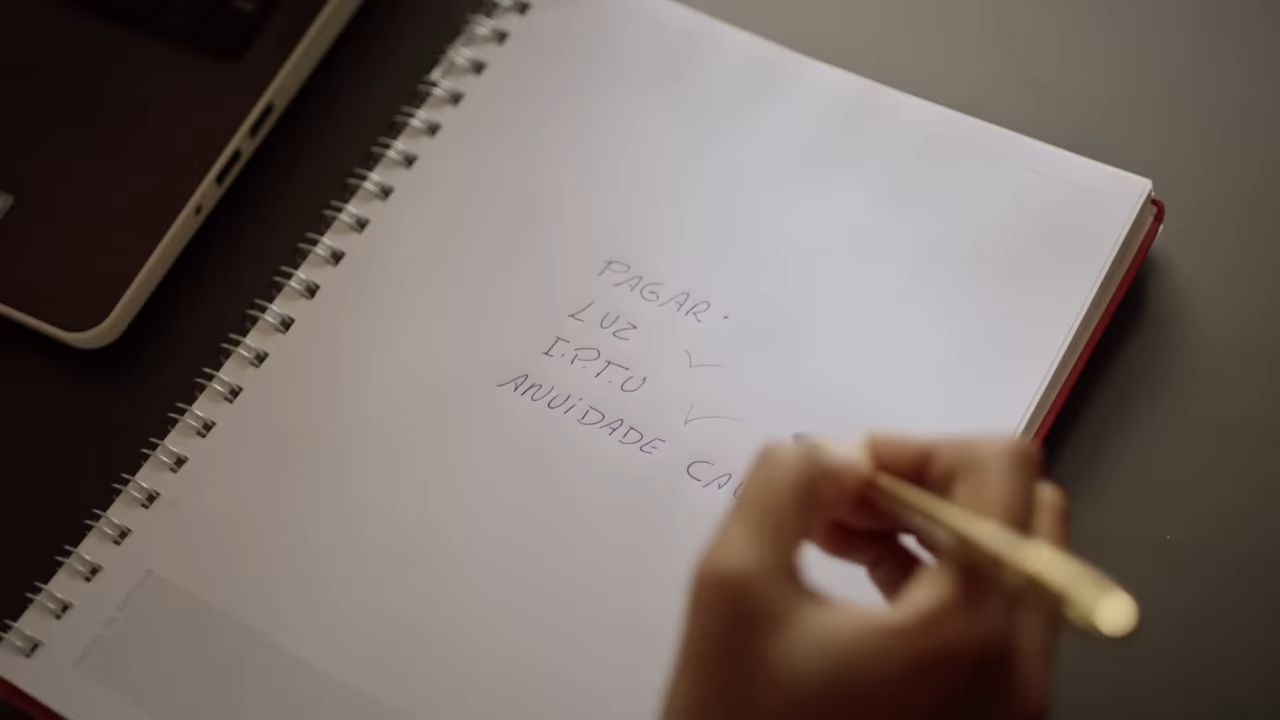 PAGAR:
LUZ ✓
I.P.T.U ✓
ANUIDADE